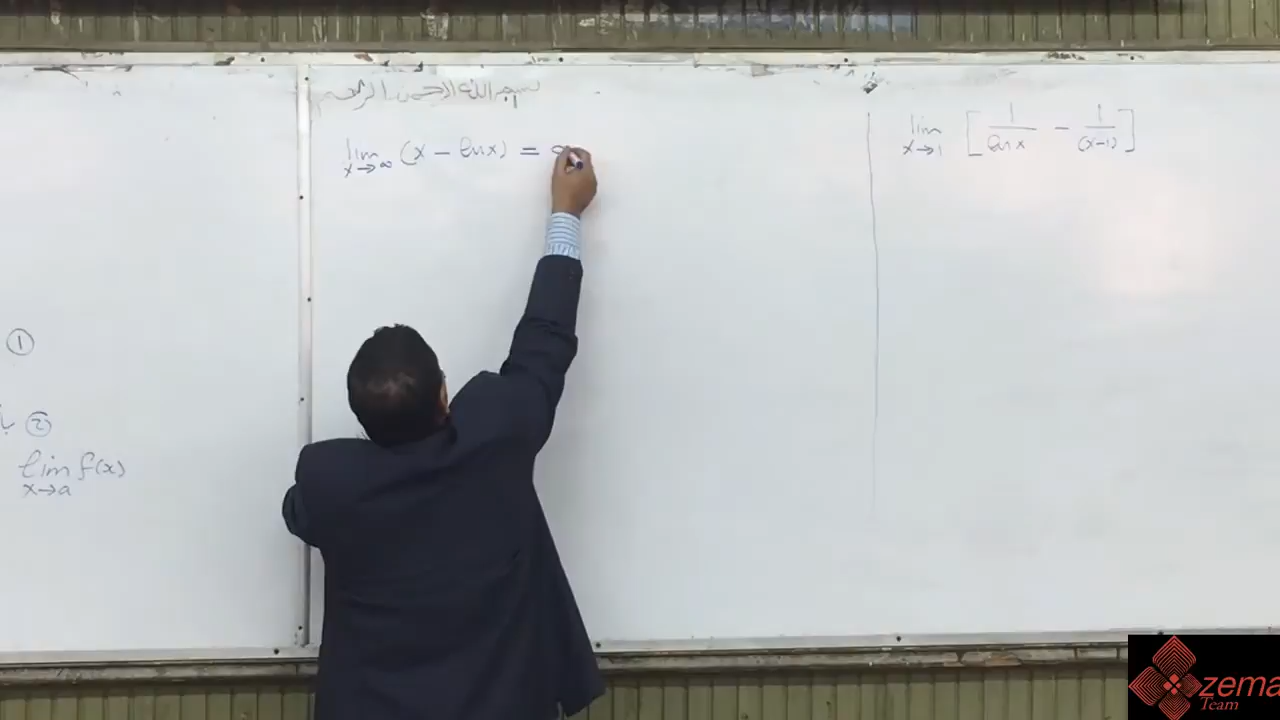 بسم الله الرحمن الرحيم
lim x→∞ (x - ln x) = ∞
lim x→1 [ 1/ln x - 1/(x-1) ]
①
②
lim x→a f(x)
zema
Team